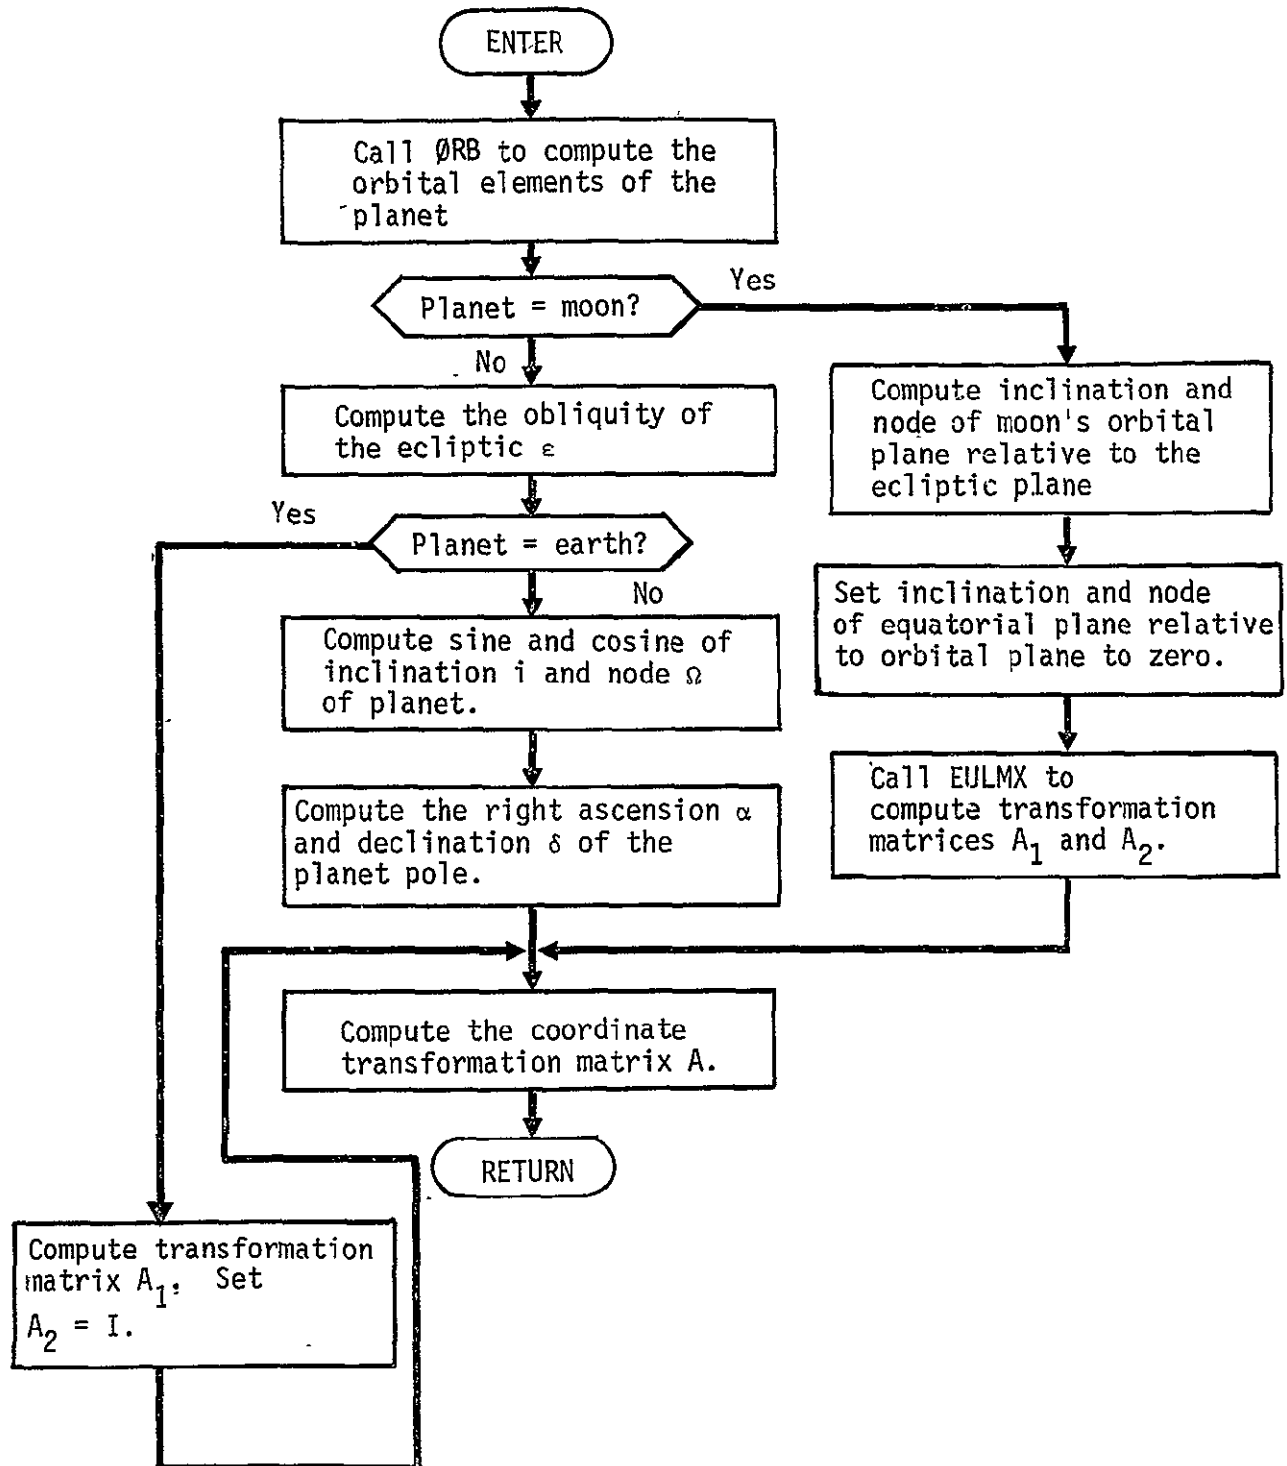 ENTER
Call ØRB to compute the
orbital elements of the
planet
Planet = moon?
Yes
No
Compute the obliquity of
the ecliptic ε
Compute inclination and
node of moon's orbital
plane relative to the
ecliptic plane
Yes
Planet = earth?
No
Set inclination and node
of equatorial plane relative
to orbital plane to zero.
Compute sine and cosine of
inclination i and node Ω
of planet.
Call EULMX to
compute transformation
matrices A₁ and A₂.
Compute the right ascension α
and declination δ of the
planet pole.
Compute the coordinate
transformation matrix A.
RETURN
Compute transformation
matrix A₁. Set
A₂ = I.